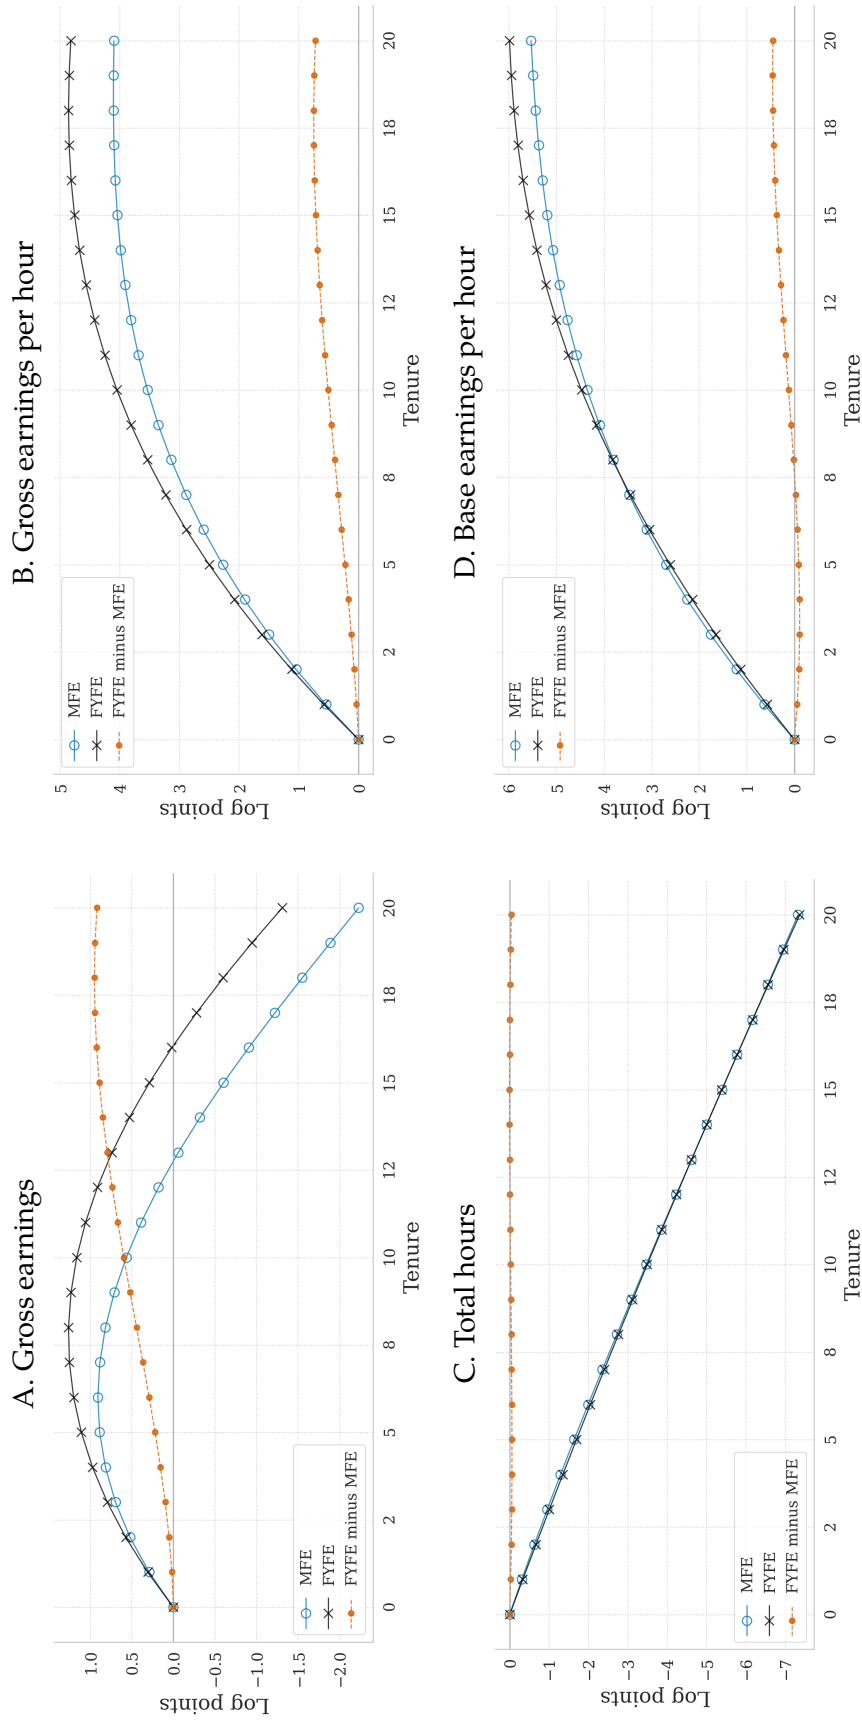 A. Gross earnings
1.0
0.5
0.0
−0.5
−1.0
−1.5
−2.0
Log points
MFE
FYFE
FYFE minus MFE
0 2 5 8 10 12 15 18 20
Tenure
B. Gross earnings per hour
5
4
3
2
1
0
Log points
MFE
FYFE
FYFE minus MFE
0 2 5 8 10 12 15 18 20
Tenure
C. Total hours
0
−1
−2
−3
−4
−5
−6
−7
Log points
MFE
FYFE
FYFE minus MFE
0 2 5 8 10 12 15 18 20
Tenure
D. Base earnings per hour
6
5
4
3
2
1
0
Log points
MFE
FYFE
FYFE minus MFE
0 2 5 8 10 12 15 18 20
Tenure